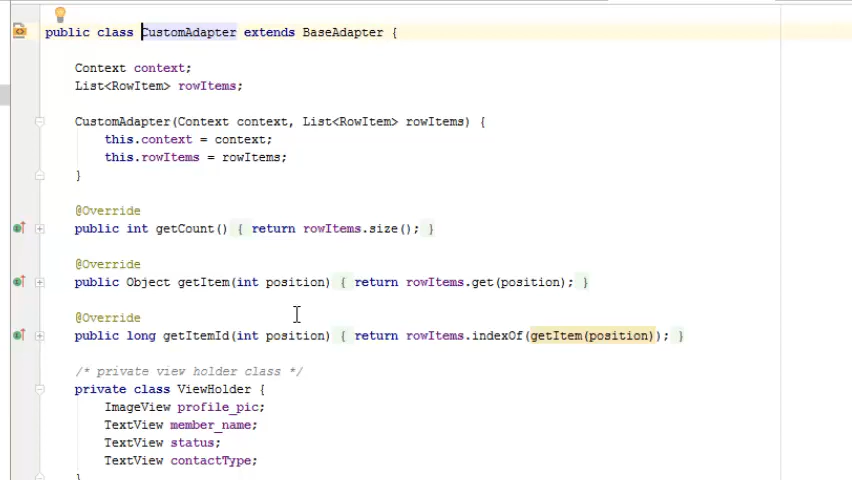 public class CustomAdapter extends BaseAdapter {
Context context;
List<RowItem> rowItems;
CustomAdapter(Context context, List<RowItem> rowItems) {
this.context = context;
this.rowItems = rowItems;
}
@Override
public int getCount() { return rowItems.size(); }
@Override
public Object getItem(int position) { return rowItems.get(position); }
@Override
public long getItemId(int position) { return rowItems.indexOf(getItem(position)); }
/* private view holder class */
private class ViewHolder {
ImageView profile_pic;
TextView member_name;
TextView status;
TextView contactType;
}